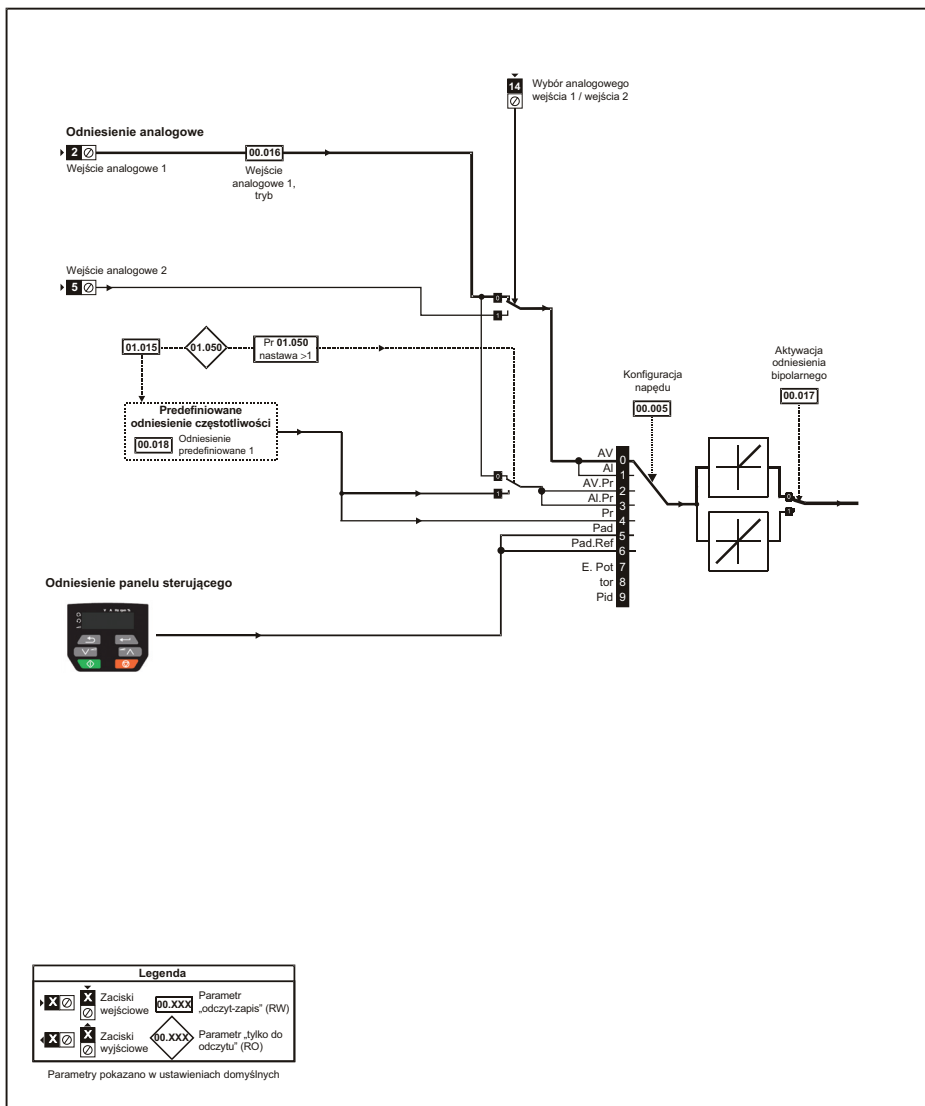 14
Wybór analogowego
wejścia 1 / wejścia 2
Odniesienie analogowe
2
00.016
Wejście analogowe 1
Wejście
analogowe 1,
tryb
Wejście analogowe 2
5
0
1
01.015
01.050
Pr 01.050
nastawa >1
Predefiniowane
odniesienie częstotliwości
00.018
Odniesienie
predefiniowane 1
0
1
Konfiguracja
napędu
00.005
Aktywacja
odniesienia
bipolarnego
00.017
AV 0
AI 1
AV.Pr 2
AI.Pr 3
Pr 4
Pad 5
Pad.Ref 6
E. Pot 7
tor 8
Pid 9
0
1
Odniesienie panelu sterującego
Legenda
X
X
Zaciski
wejściowe
00.XXX
Parametr
„odczyt-zapis” (RW)
X
X
Zaciski
wyjściowe
00.XXX
Parametr „tylko do
odczytu” (RO)
Parametry pokazano w ustawieniach domyślnych